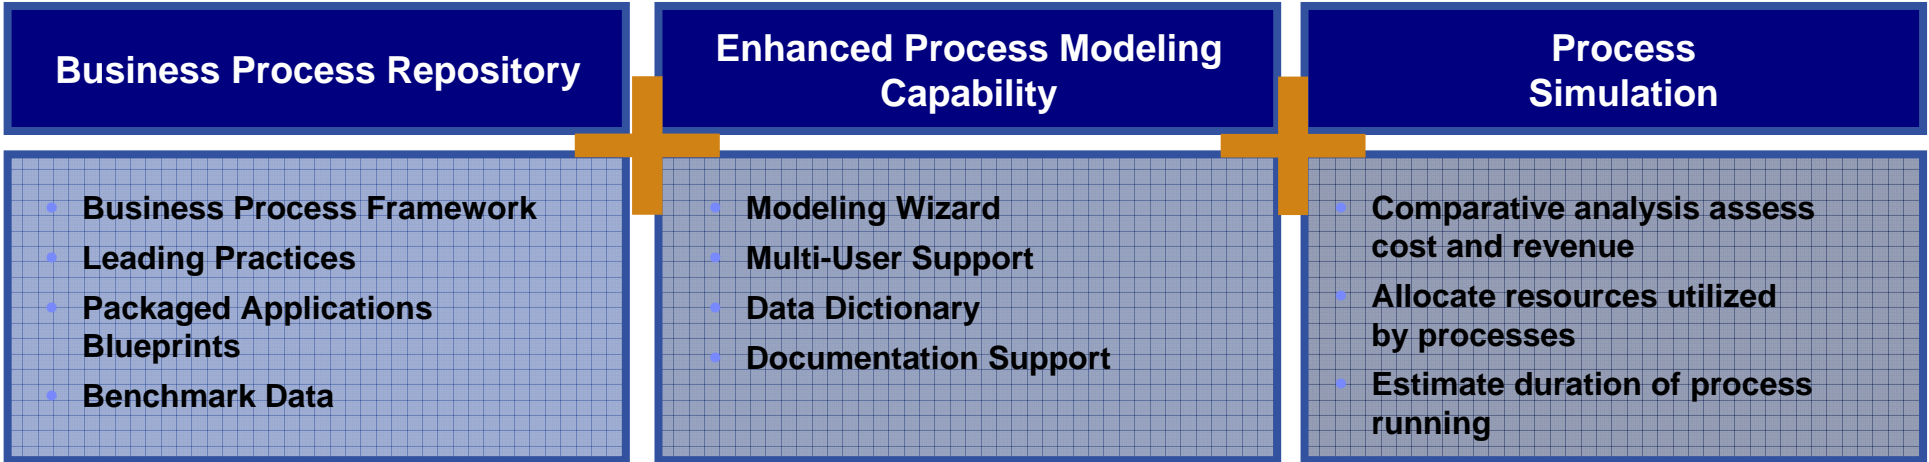 Business Process Repository
• Business Process Framework
• Leading Practices
• Packaged Applications
Blueprints
• Benchmark Data
Enhanced Process Modeling
Capability
• Modeling Wizard
• Multi-User Support
• Data Dictionary
• Documentation Support
Process
Simulation
• Comparative analysis assess
cost and revenue
• Allocate resources utilized
by processes
• Estimate duration of process
running